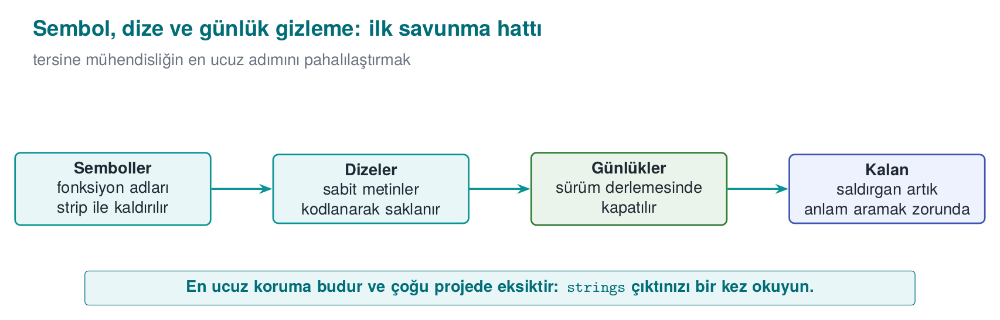 Sembol, dize ve günlük gizleme: ilk savunma hattı
tersine mühendisliğin en ucuz adımını pahalılaştırmak
Semboller
fonksiyon adları
strip ile kaldırılır
Dizeler
sabit metinler
kodlanarak saklanır
Günlükler
sürüm derlemesinde
kapatılır
Kalan
saldırgan artık
anlam aramak zorunda
En ucuz koruma budur ve çoğu projede eksiktir: strings çıktınızı bir kez okuyun.